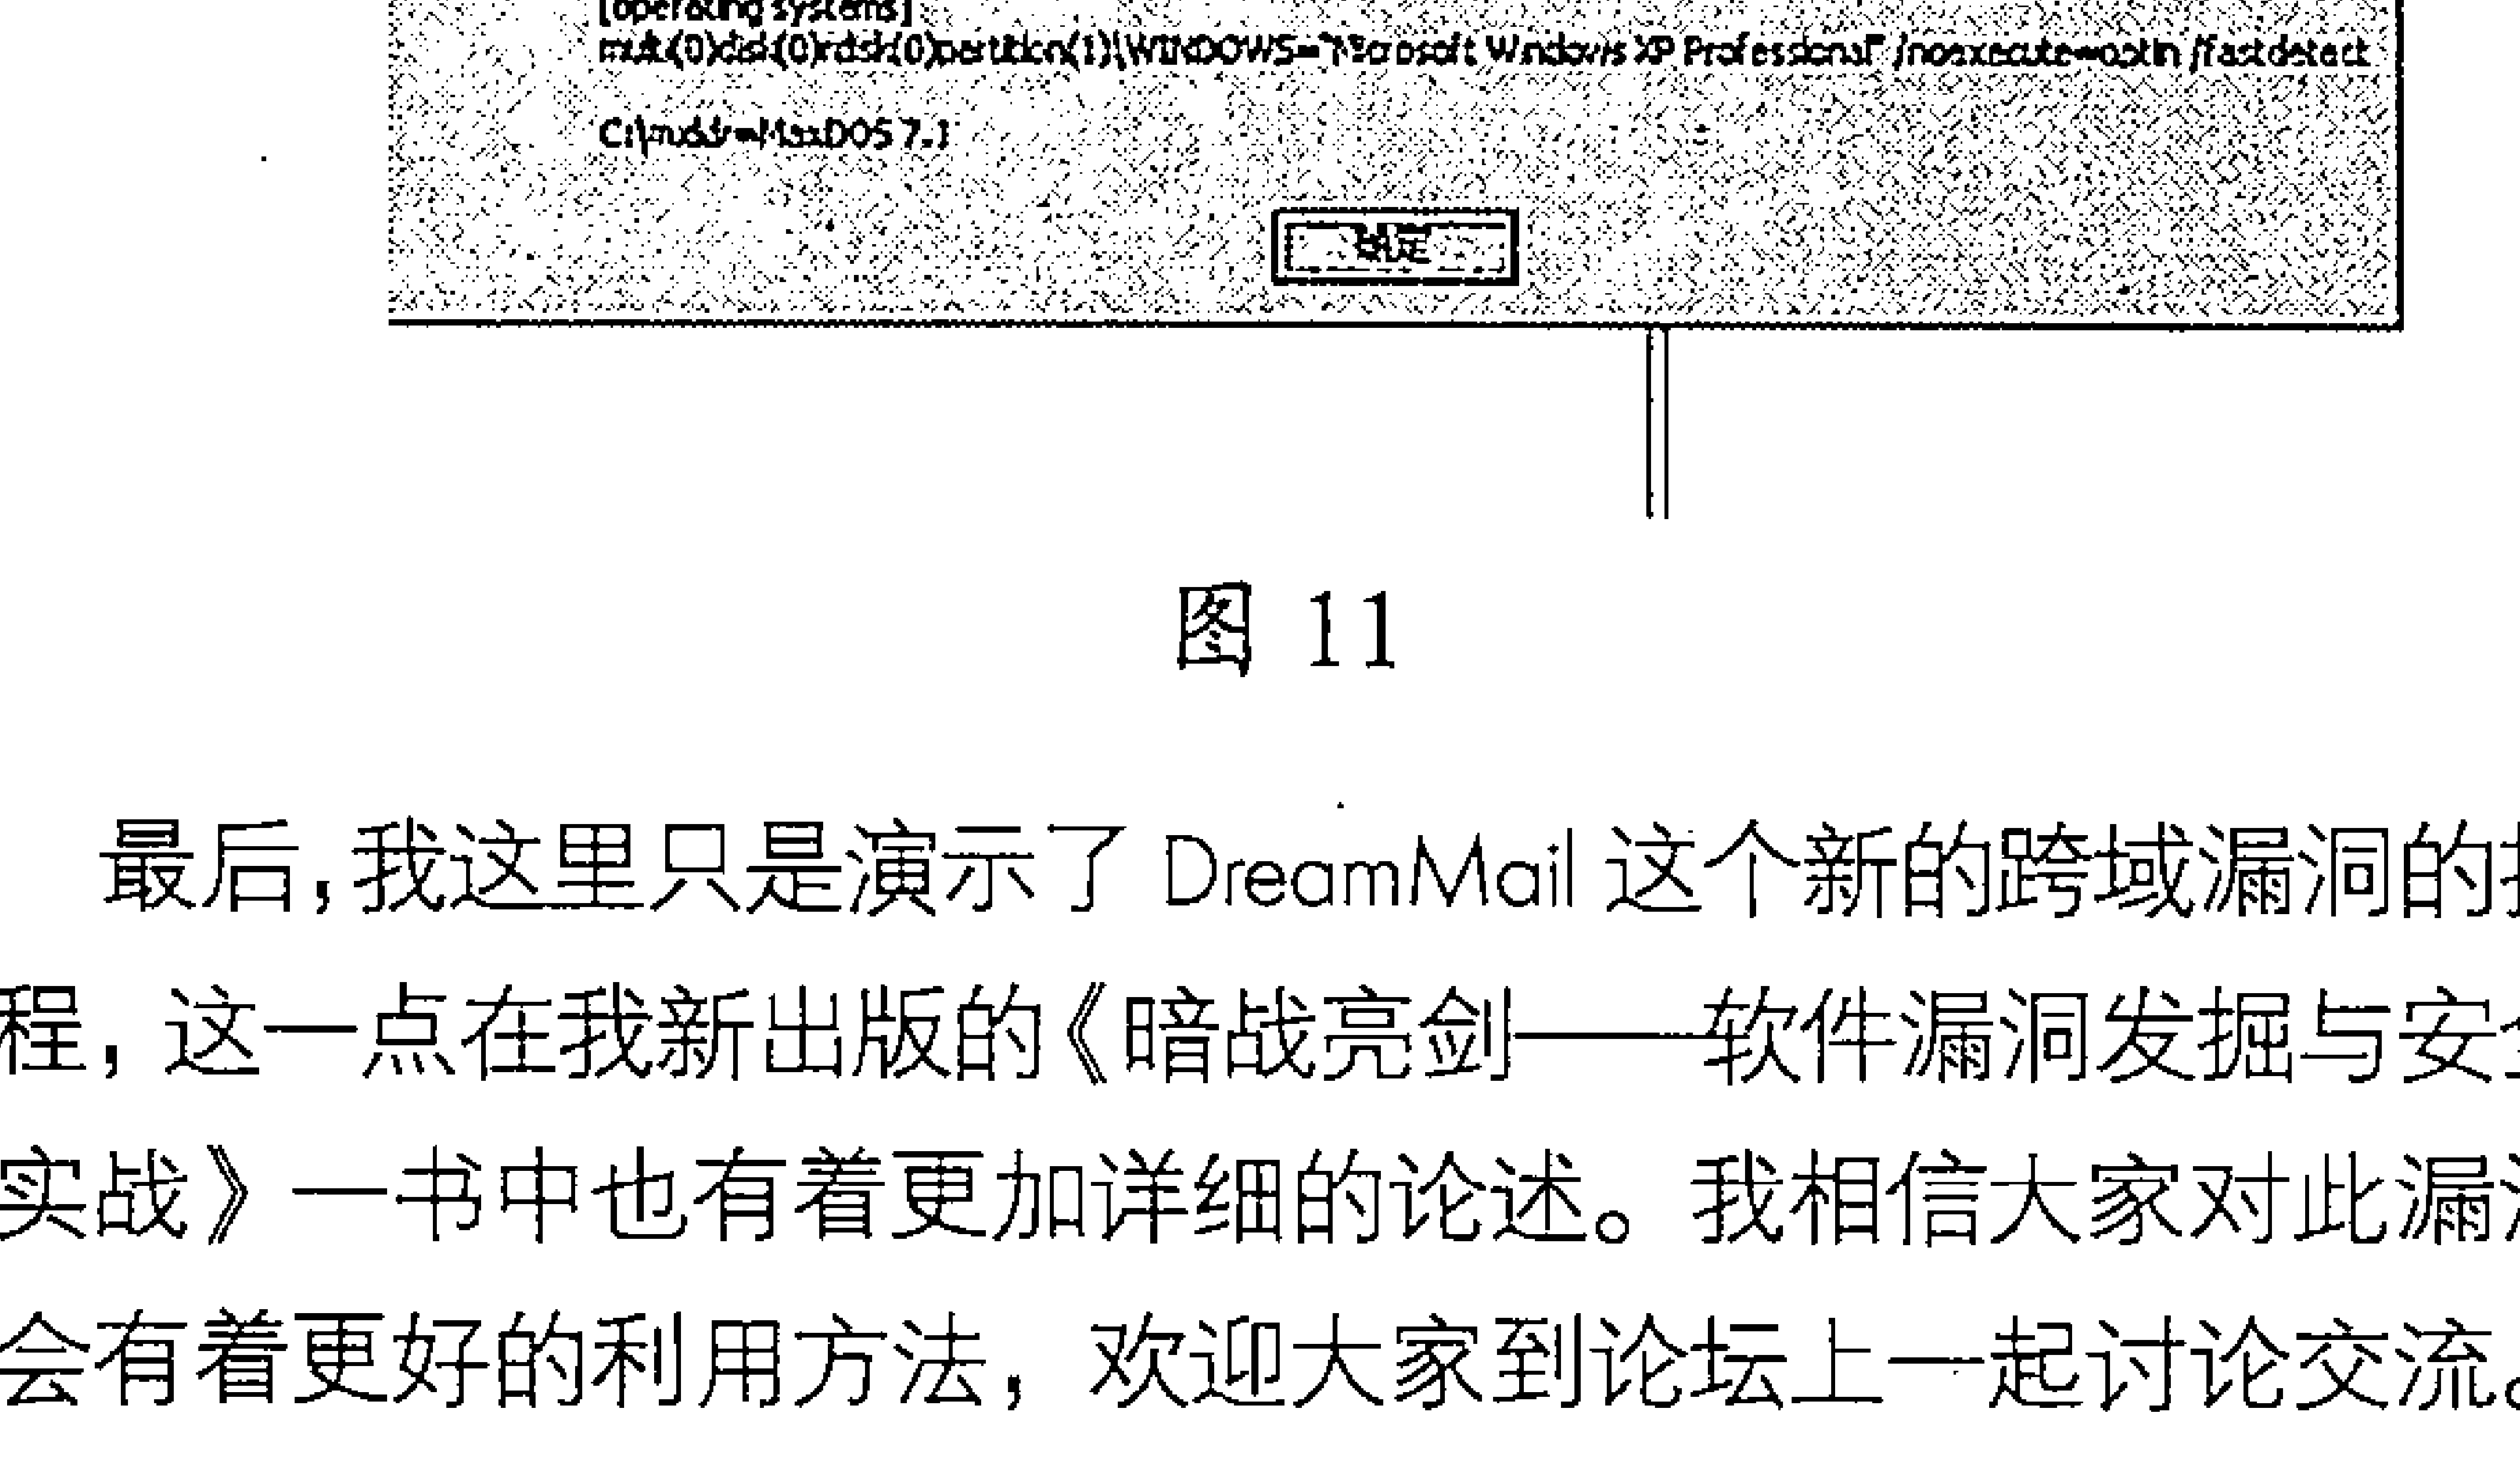 [operating systems]
multi(0)disk(0)rdisk(0)partition(1)\WINDOWS="Microsoft Windows XP Professional" /noexecute=optin /fastdetect
MaxDOS 7.1
确定
图 11
最后,我这里只是演示了 DreamMail 这个新的跨域漏洞的
程，这一点在我新出版的《暗战亮剑——软件漏洞发掘与安全
实战》一书中也有着更加详细的论述。我相信大家对此漏
会有着更好的利用方法，欢迎大家到论坛上一起讨论交流。